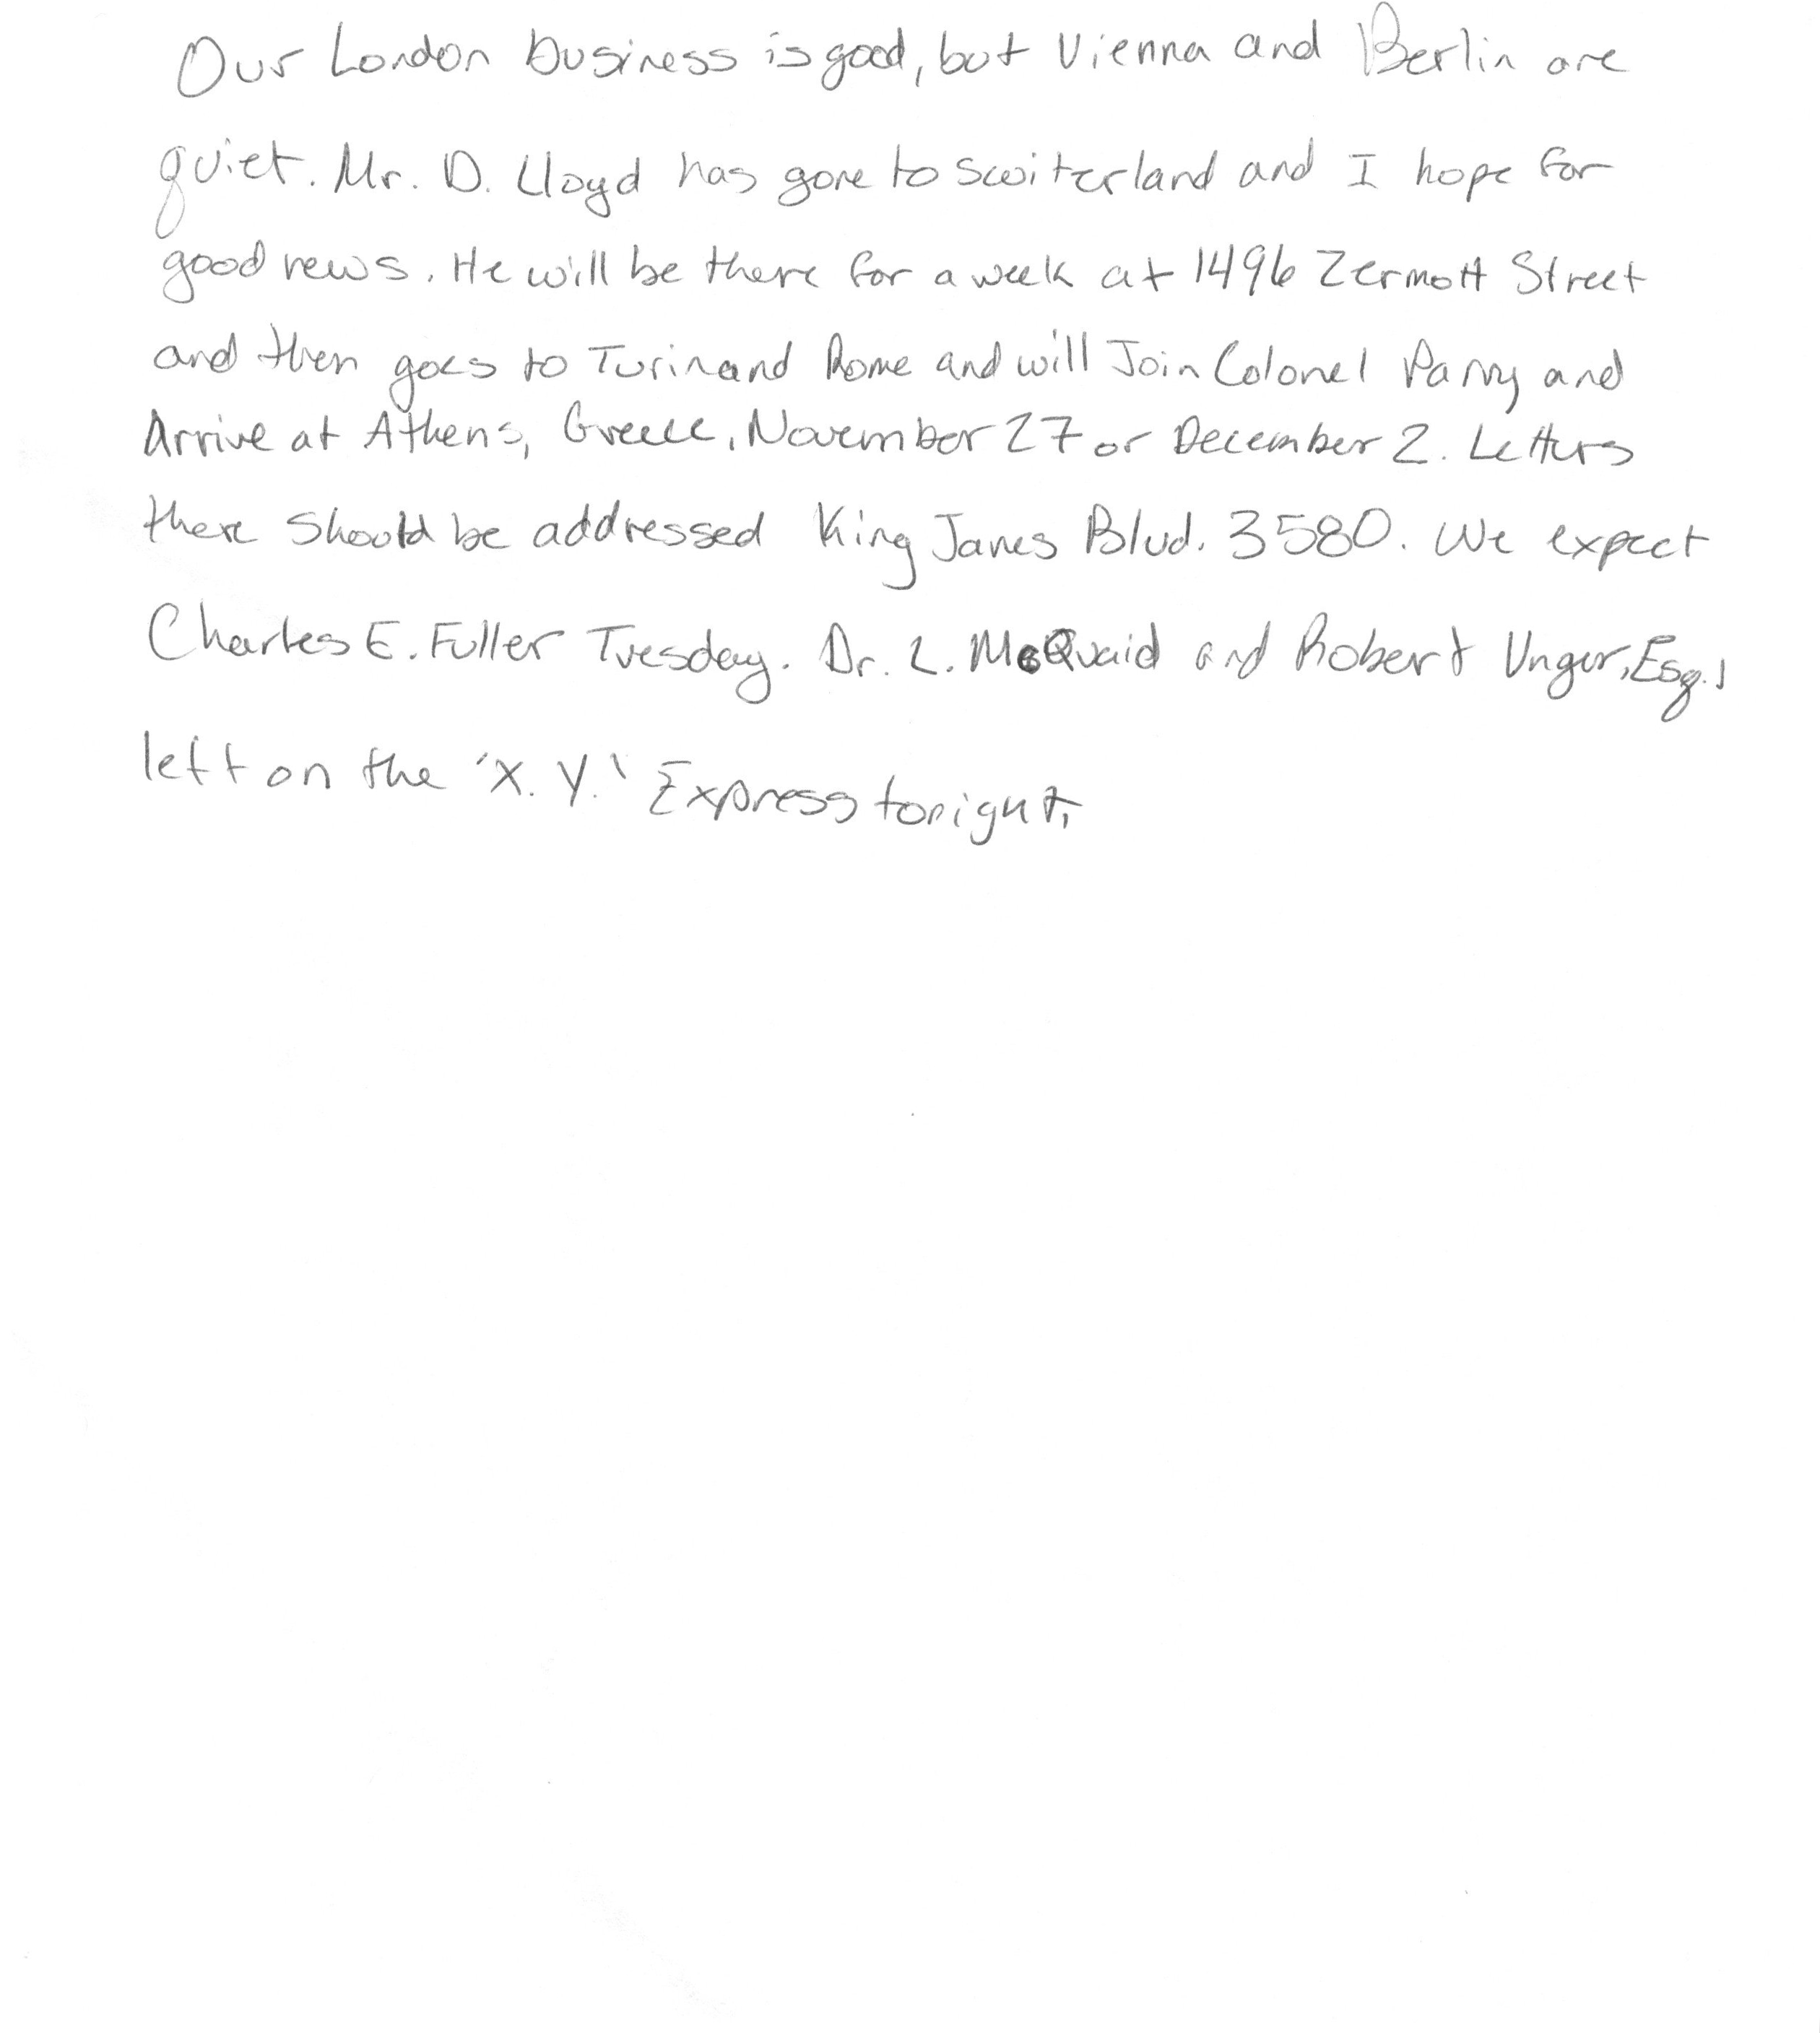 Our London business is good, but Vienna and Berlin are
quiet. Mr. D. Lloyd has gone to Switzerland and I hope for
good news. He will be there for a week at 1496 Zermott Street
and then goes to Turin and Rome and will Join Colonel Parry and
Arrive at Athens, Greece, November 27 or December 2. Letters
there Should be addressed King James Blvd. 3580. We expect
Charles E. Fuller Tuesday. Dr. L. McQuaid and Robert Unger, Esq.,
left on the 'X.Y.' Express tonight.